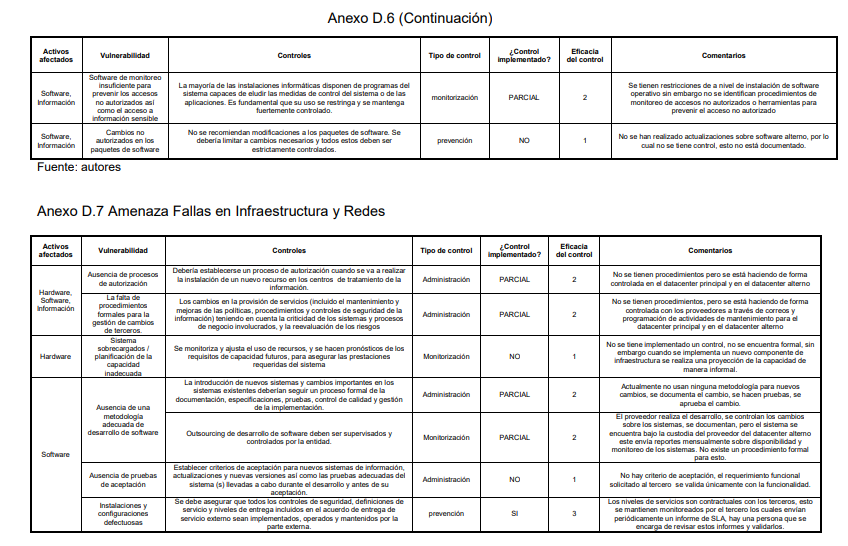 Anexo D.6 (Continuación)
Activos
afectados
Vulnerabilidad
Controles
Tipo de control
¿Control
implementado?
Eficacia
del control
Comentarios
Software,
Información
Software de monitoreo
insuficiente para
prevenir los accesos
no autorizados así
como el acceso a
información sensible
La mayoría de las instalaciones informáticas disponen de programas del
sistema capaces de eludir las medidas de control del sistema o de las
aplicaciones. Es fundamental que su uso se restringa y se mantenga
fuertemente controlado.
monitorización
PARCIAL
2
Se tienen restricciones de a nivel de instalación de software
operativo sin embargo no se identifican procedimientos de
monitoreo de accesos no autorizados o herramientas para
prevenir el acceso no autorizado
Software,
Información
Cambios no
autorizados en los
paquetes de software
No se recomiendan modificaciones a los paquetes de software. Se
debería limitar a cambios necesarios y todos estos deben ser
estrictamente controlados.
prevención
NO
1
No se han realizado actualizaciones sobre software alterno, por lo
cual no se tiene control, esto no está documentado.
Fuente: autores
Anexo D.7 Amenaza Fallas en Infraestructura y Redes
Activos
afectados
Vulnerabilidad
Controles
Tipo de control
¿Control
implementado?
Eficacia
del control
Comentarios
Hardware,
Software,
Información
Ausencia de procesos
de autorización
Debería establecerse un proceso de autorización cuando se va a realizar
la instalación de un nuevo recurso en los centros de tratamiento de la
información.
Administración
PARCIAL
2
No se tienen procedimientos pero se está haciendo de forma
controlada en el datacenter principal y en el datacenter alterno
La falta de
procedimientos
formales para la
gestión de cambios
de terceros.
Los cambios en la provisión de servicios (incluido el mantenimiento y
mejoras de las políticas, procedimientos y controles de seguridad de la
información) teniendo en cuenta la criticidad de los sistemas y procesos
de negocio involucrados, y la reevaluación de los riesgos
Administración
PARCIAL
2
No se tienen procedimientos, pero se está haciendo de forma
controlada con los proveedores a través de correos y
programación de actividades de mantenimiento para el
datacenter principal y en el datacenter alterno
Hardware
Sistema
sobrecargados /
planificación de la
capacidad
inadecuada
Se monitoriza y ajusta el uso de recursos, y se hacen pronósticos de los
requisitos de capacidad futuros, para asegurar las prestaciones
requeridas del sistema
Monitorización
NO
1
No se tiene implementado un control, no se encuentra formal, sin
embargo cuando se implementa un nuevo componente de
infraestructura se realiza una proyección de la capacidad de
manera informal.
Software
Ausencia de una
metodología
adecuada de
desarrollo de software
La introducción de nuevos sistemas y cambios importantes en los
sistemas existentes deberían seguir un proceso formal de la
documentación, especificaciones, pruebas, control de calidad y gestión
de la implementación.
Administración
PARCIAL
2
Actualmente no usan ninguna metodología para nuevos
cambios, se documenta el cambio, se hacen pruebas, se
aprueba el cambio.
Outsourcing de desarrollo de software deben ser supervisados y
controlados por la entidad.
Monitorización
PARCIAL
2
El proveedor realiza el desarrollo, se controlan los cambios
sobre los sistemas, se documentan, pero el sistema se
encuentra bajo la custodia del proveedor del datacenter alterno
este envía reportes mensualmente sobre disponibilidad y
monitoreo de los sistemas. No existe un procedimiento formal
para esto.
Ausencia de pruebas
de aceptación
Establecer criterios de aceptación para nuevos sistemas de información,
actualizaciones y nuevas versiones así como las pruebas adecuadas del
sistema (s) llevadas a cabo durante el desarrollo y antes de su
aceptación.
Administración
NO
1
No hay criterio de aceptación, el requerimiento funcional
solicitado al tercero se valida únicamente con la funcionalidad.
Instalaciones y
configuraciones
defectuosas
Se debe asegurar que todos los controles de seguridad, definiciones de
servicio y niveles de entrega incluidos en el acuerdo de entrega de
servicio externo sean implementados, operados y mantenidos por la
parte externa.
prevención
SI
3
Los niveles de servicios son contractuales con los terceros, esto
se mantienen monitoreados por el tercero los cuales envían
periódicamente un informe de SLA, hay una persona que se
encarga de revisar estos informes y validarlos.